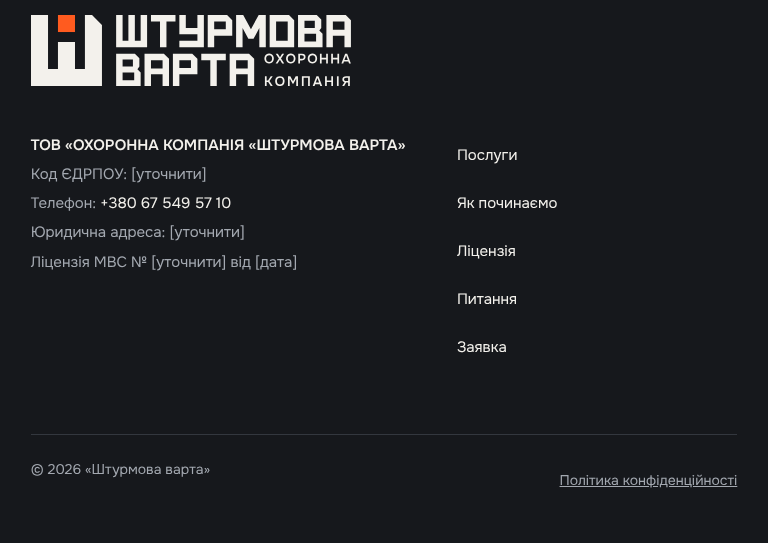 ШТУРМОВА
ВАРТА
ОХОРОННА
КОМПАНІЯ
ТОВ «ОХОРОННА КОМПАНІЯ «ШТУРМОВА ВАРТА»
Код ЄДРПОУ: [уточнити]
Телефон: +380 67 549 57 10
Юридична адреса: [уточнити]
Ліцензія МВС № [уточнити] від [дата]
Послуги
Як починаємо
Ліцензія
Питання
Заявка
© 2026 «Штурмова варта»
Політика конфіденційності